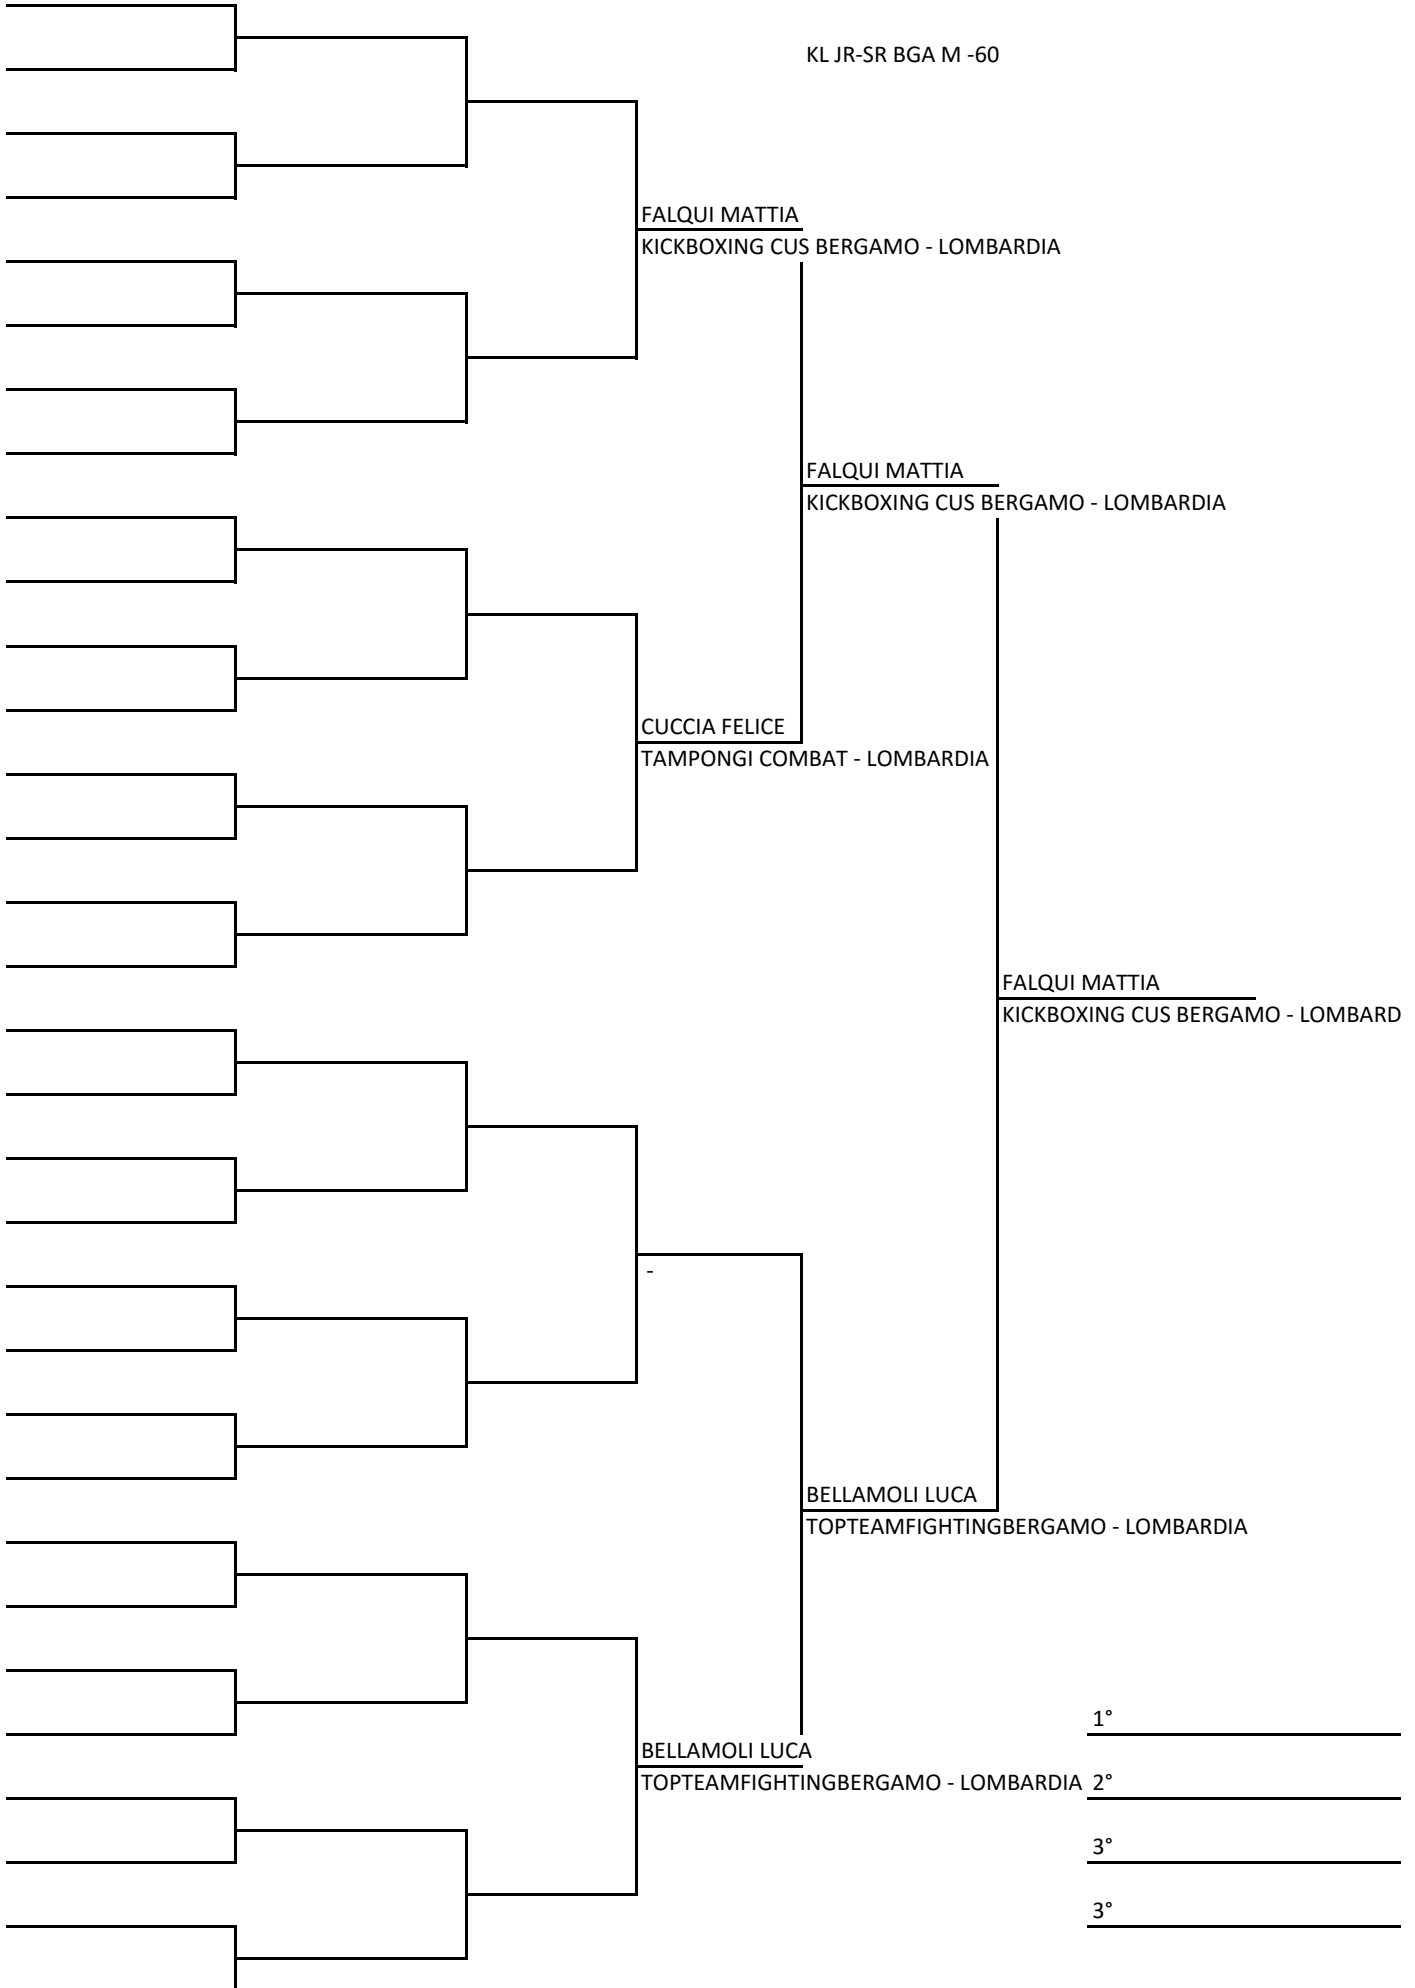 KL JR-SR BGA M -60
FALQUI MATTIA
KICKBOXING CUS BERGAMO - LOMBARDIA
FALQUI MATTIA
KICKBOXING CUS BERGAMO - LOMBARDIA
CUCCIA FELICE
TAMPONGI COMBAT - LOMBARDIA
FALQUI MATTIA
KICKBOXING CUS BERGAMO - LOMBARD
-
BELLAMOLI LUCA
TOPTEAMFIGHTINGBERGAMO - LOMBARDIA
1°
BELLAMOLI LUCA
TOPTEAMFIGHTINGBERGAMO - LOMBARDIA
2°
3°
3°